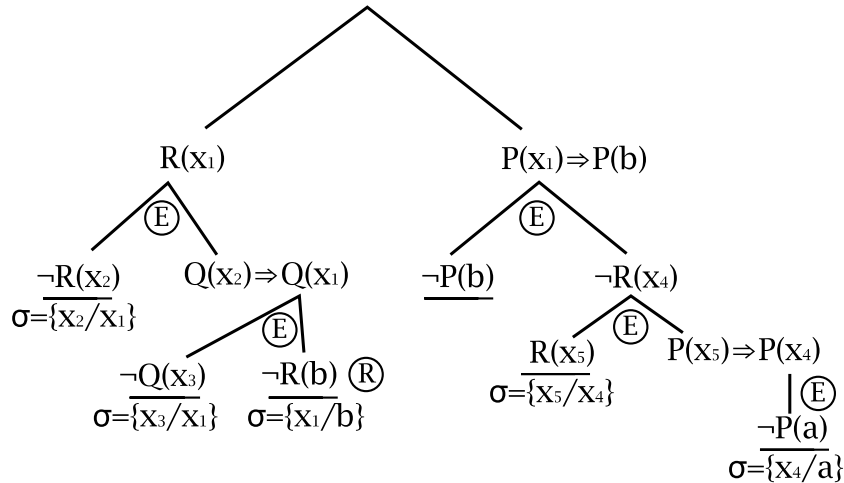 R(x₁) P(x₁)⇒P(b)
E E
¬R(x₂) Q(x₂)⇒Q(x₁) ¬P(b) ¬R(x₄)
σ={x₂/x₁}
E E
R(x₅) P(x₅)⇒P(x₄)
¬Q(x₃) ¬R(b) R
σ={x₅/x₄} E
σ={x₃/x₁} σ={x₁/b}
¬P(a)
σ={x₄/a}